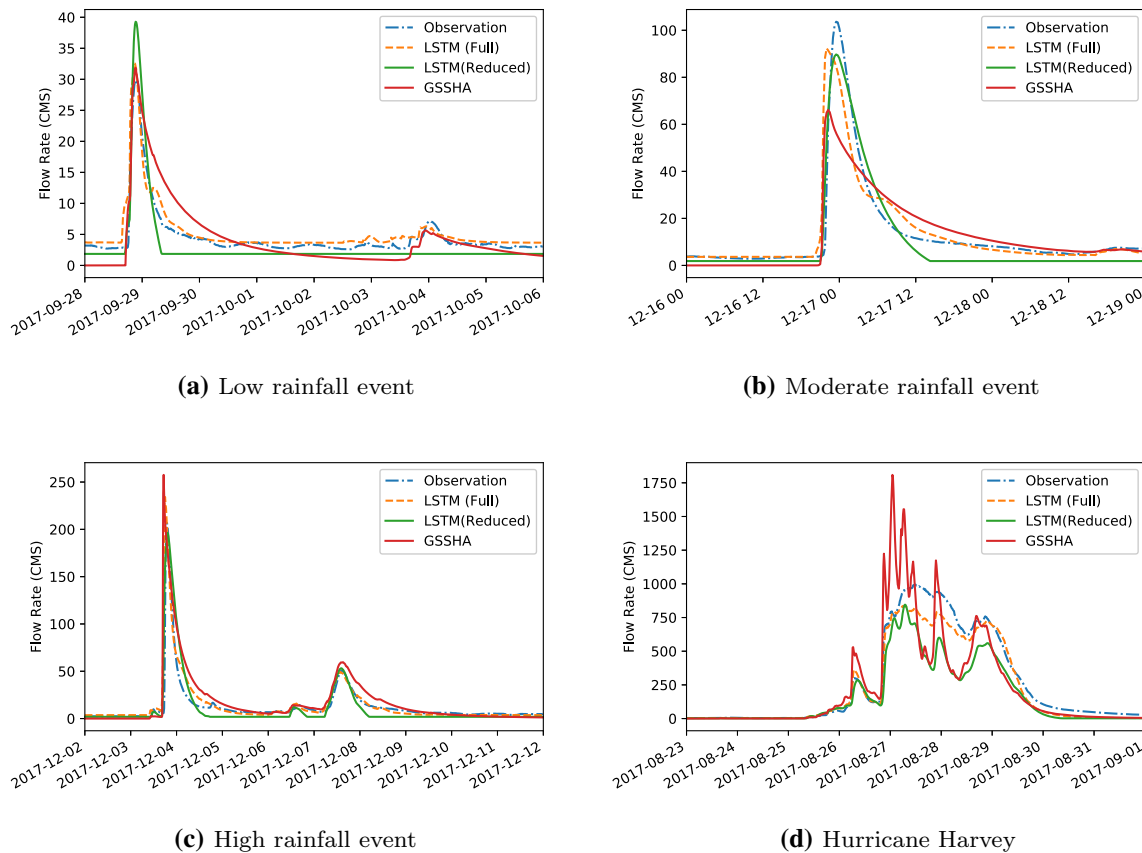 Flow Rate (CMS)
40
35
30
25
20
15
10
5
0
Observation
LSTM (Full)
LSTM(Reduced)
GSSHA
2017-09-28
2017-09-29
2017-09-30
2017-10-01
2017-10-02
2017-10-03
2017-10-04
2017-10-05
2017-10-06
(a) Low rainfall event
Flow Rate (CMS)
100
80
60
40
20
0
Observation
LSTM (Full)
LSTM(Reduced)
GSSHA
12-16 00
12-16 12
12-17 00
12-17 12
12-18 00
12-18 12
12-19 00
(b) Moderate rainfall event
Flow Rate (CMS)
250
200
150
100
50
0
Observation
LSTM (Full)
LSTM(Reduced)
GSSHA
2017-12-02
2017-12-03
2017-12-04
2017-12-05
2017-12-06
2017-12-07
2017-12-08
2017-12-09
2017-12-10
2017-12-11
2017-12-12
(c) High rainfall event
Flow Rate (CMS)
1750
1500
1250
1000
750
500
250
0
Observation
LSTM (Full)
LSTM(Reduced)
GSSHA
2017-08-23
2017-08-24
2017-08-25
2017-08-26
2017-08-27
2017-08-28
2017-08-29
2017-08-30
2017-08-31
2017-09-01
(d) Hurricane Harvey